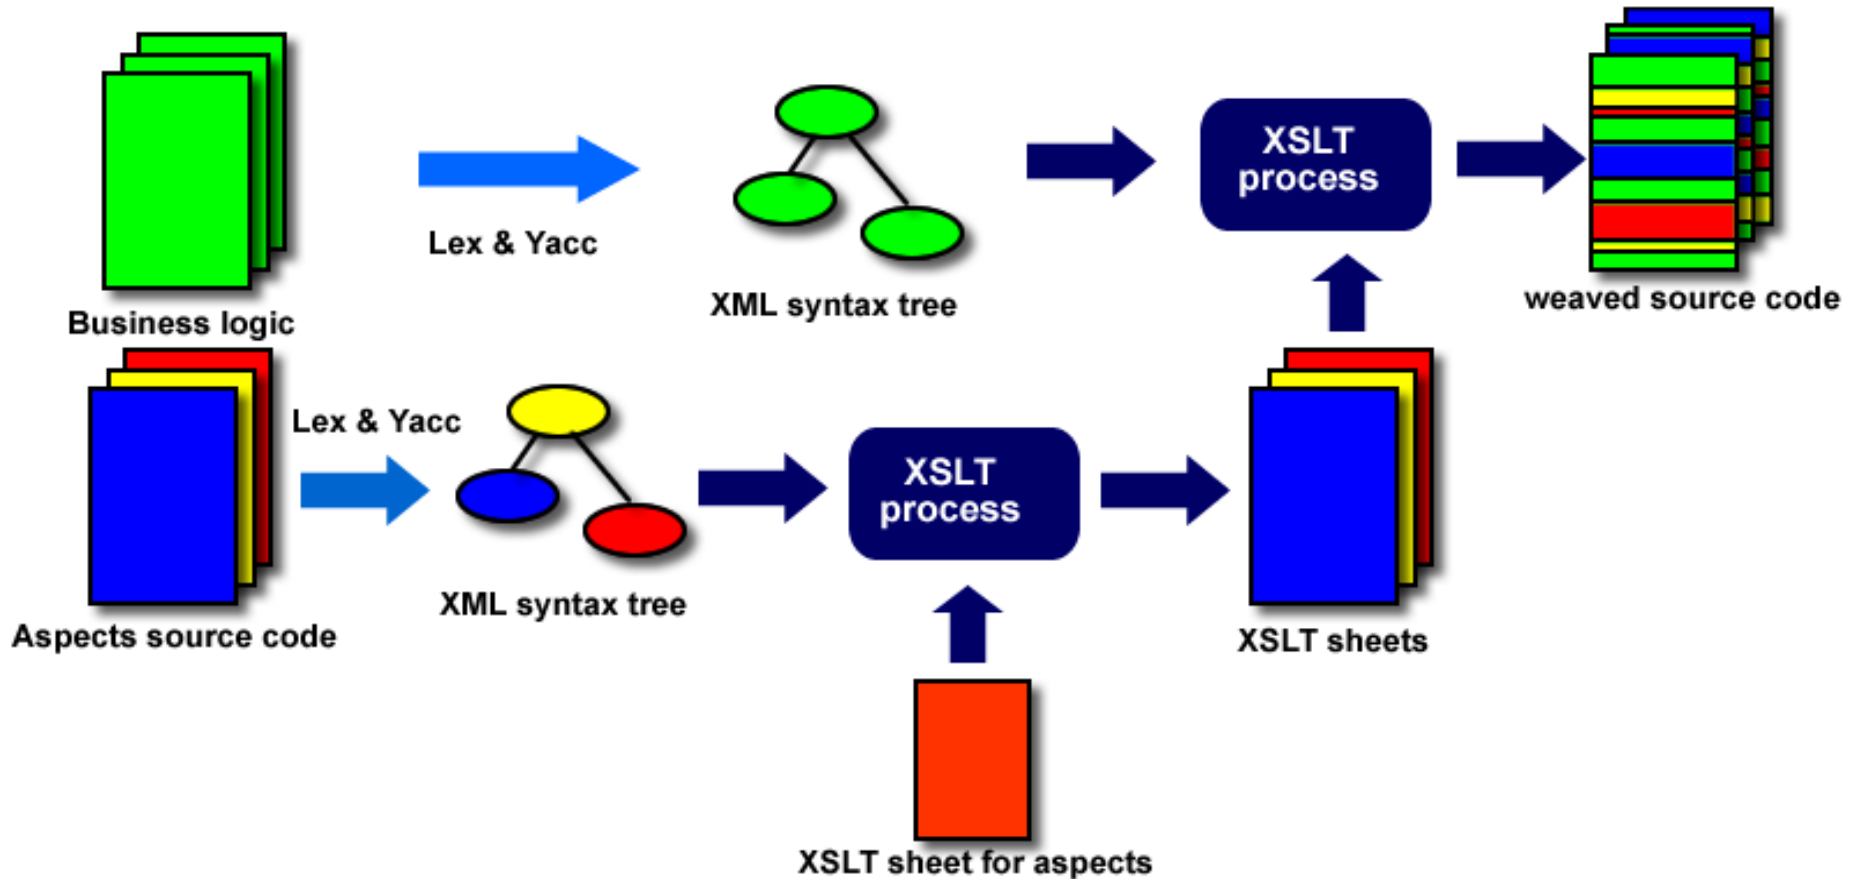 XSLT
process
Lex & Yacc
XML syntax tree
weaved source code
Business logic
Lex & Yacc
XSLT
process
XML syntax tree
Aspects source code
XSLT sheets
XSLT sheet for aspects